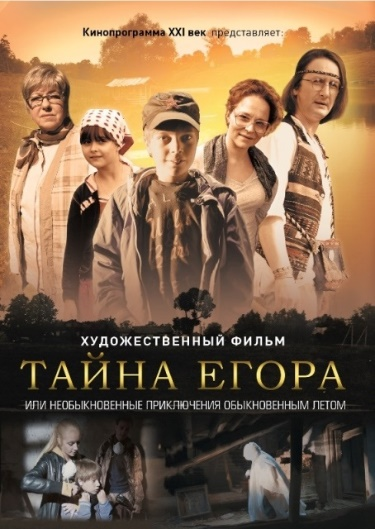 Кинопрограмма XXI век представляет:
ХУДОЖЕСТВЕННЫЙ ФИЛЬМ
ТАЙНА ЕГОРА
ИЛИ НЕОБЫКНОВЕННЫЕ ПРИКЛЮЧЕНИЯ ОБЫКНОВЕННЫМ ЛЕТОМ